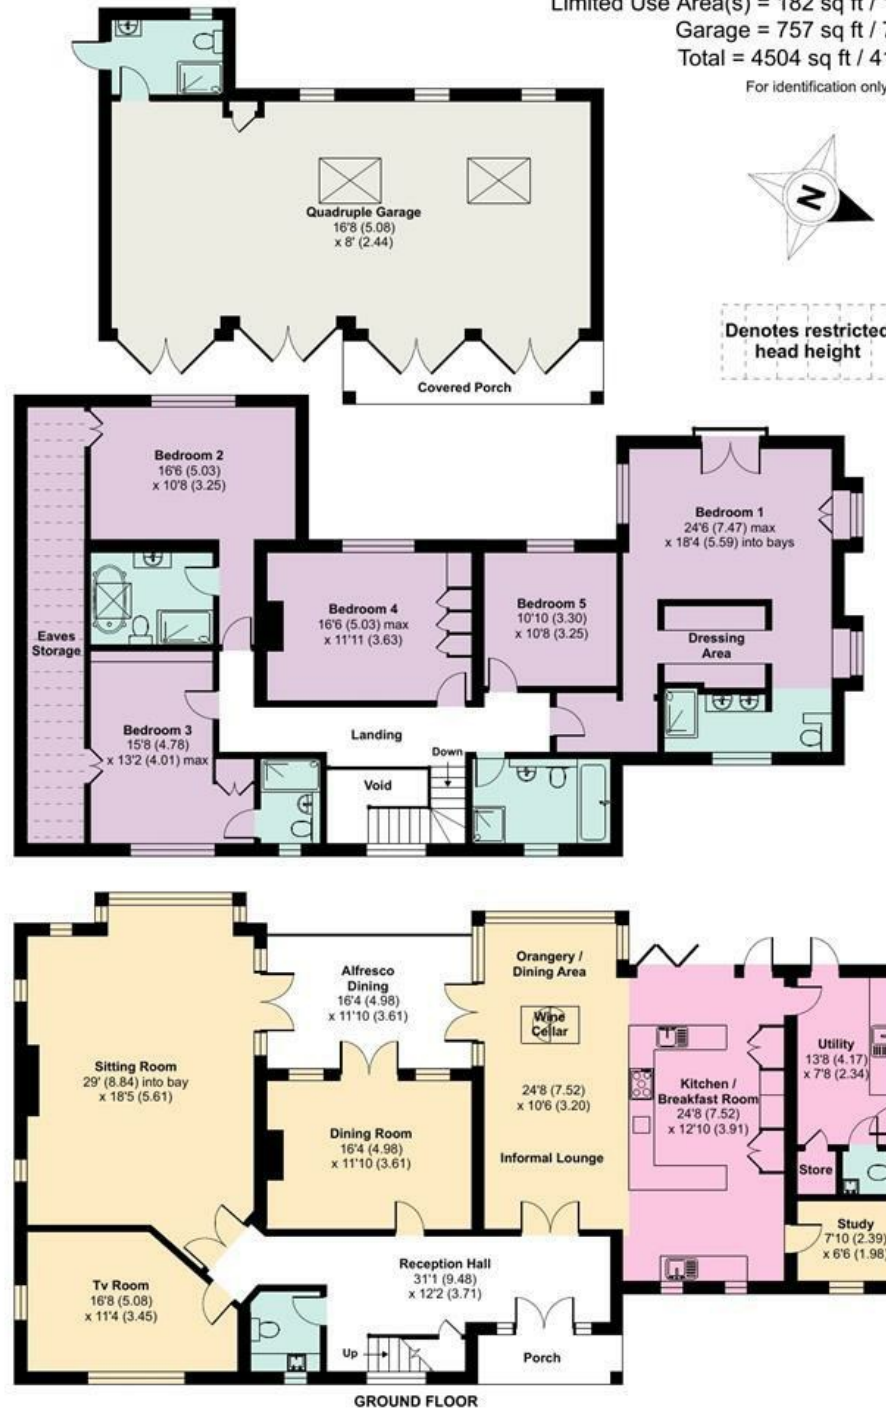 Limited Use Area(s) = 182 sq ft /
Garage = 757 sq ft / 7
Total = 4504 sq ft / 41
For identification only
N
Denotes restricted
head height
Quadruple Garage
16'8 (5.08)
x 8' (2.44)
Covered Porch
Bedroom 2
16'6 (5.03)
x 10'8 (3.25)
Bedroom 1
24'6 (7.47) max
x 18'4 (5.59) into bays
Bedroom 4
16'6 (5.03) max
x 11'11 (3.63)
Bedroom 5
10'10 (3.30)
x 10'8 (3.25)
Eaves
Storage
Dressing
Area
Bedroom 3
15'8 (4.78)
x 13'2 (4.01) max
Landing
Down
Void
Orangery /
Dining Area
Alfresco
Dining
16'4 (4.98)
x 11'10 (3.61)
Wine
Cellar
Utility
13'8 (4.17)
x 7'8 (2.34)
Sitting Room
29' (8.84) into bay
x 18'5 (5.61)
Kitchen /
Breakfast Room
24'8 (7.52)
x 12'10 (3.91)
24'8 (7.52)
x 10'6 (3.20)
Dining Room
16'4 (4.98)
x 11'10 (3.61)
Informal Lounge
Store
Study
7'10 (2.39)
x 6'6 (1.98)
Reception Hall
31'1 (9.48)
x 12'2 (3.71)
Tv Room
16'8 (5.08)
x 11'4 (3.45)
Up
Porch
GROUND FLOOR